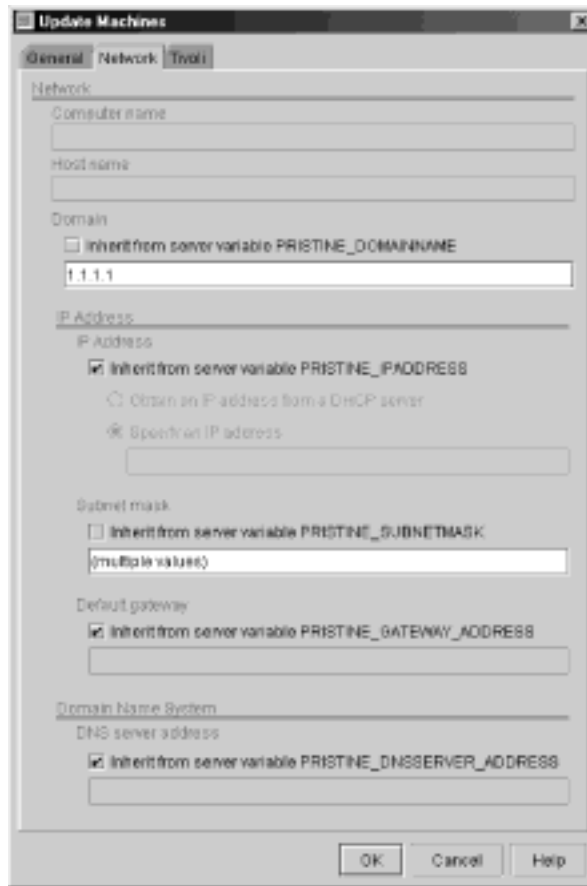 Update Machines
General Network Tivoli
Network
Computer name
Host name
Domain
Inherit from server variable PRISTINE_DOMAINNAME
1.1.1.1
IP Address
IP Address
Inherit from server variable PRISTINE_IPADDRESS
Obtain an IP address from a DHCP server
Specify an IP address
Subnet mask
Inherit from server variable PRISTINE_SUBNETMASK
(multiple values)
Default gateway
Inherit from server variable PRISTINE_GATEWAY_ADDRESS
Domain Name System
DNS server address
Inherit from server variable PRISTINE_DNSSERVER_ADDRESS
OK Cancel Help